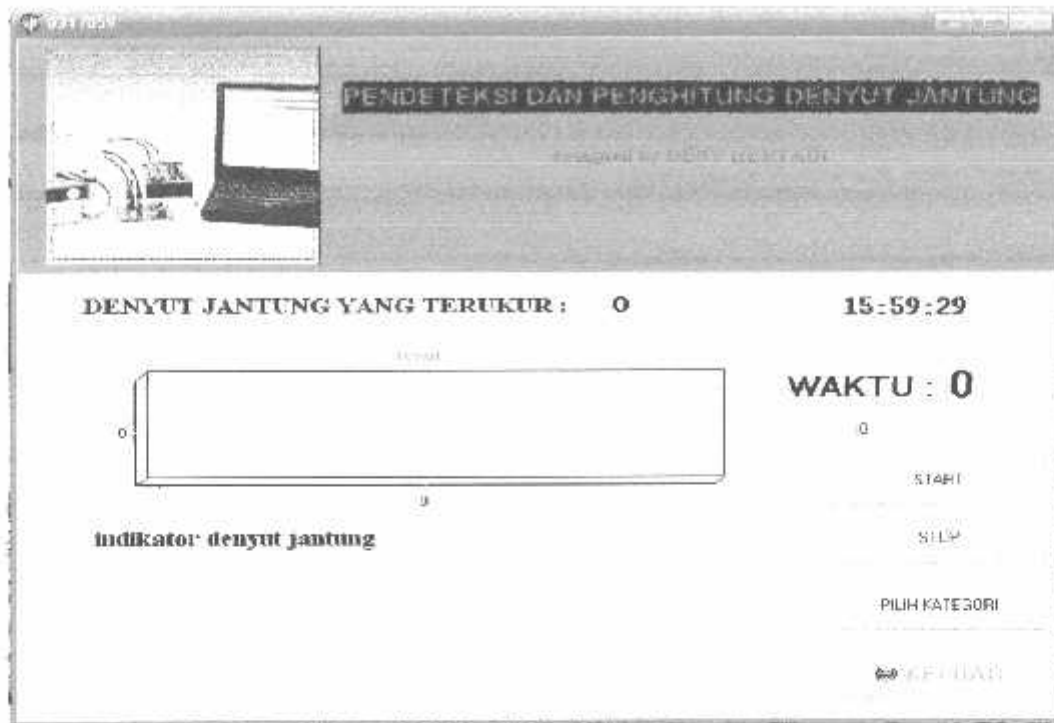 PENDETEKSI DAN PENGHITUNG DENYUT JANTUNG
DENYUT JANTUNG YANG TERUKUR : 0
15:59:29
WAKTU : 0
0
0
0
indikator denyut jantung
START
STOP
PILIH KATEGORI
KELUAR